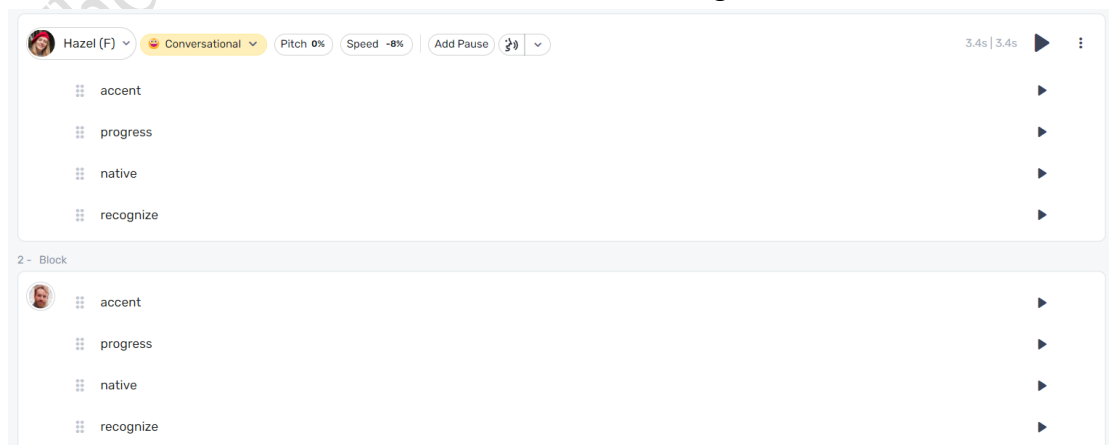 Hazel (F) Conversational Pitch 0% Speed -8% Add Pause 3.4s | 3.4s
accent
progress
native
recognize
2 - Block
accent
progress
native
recognize